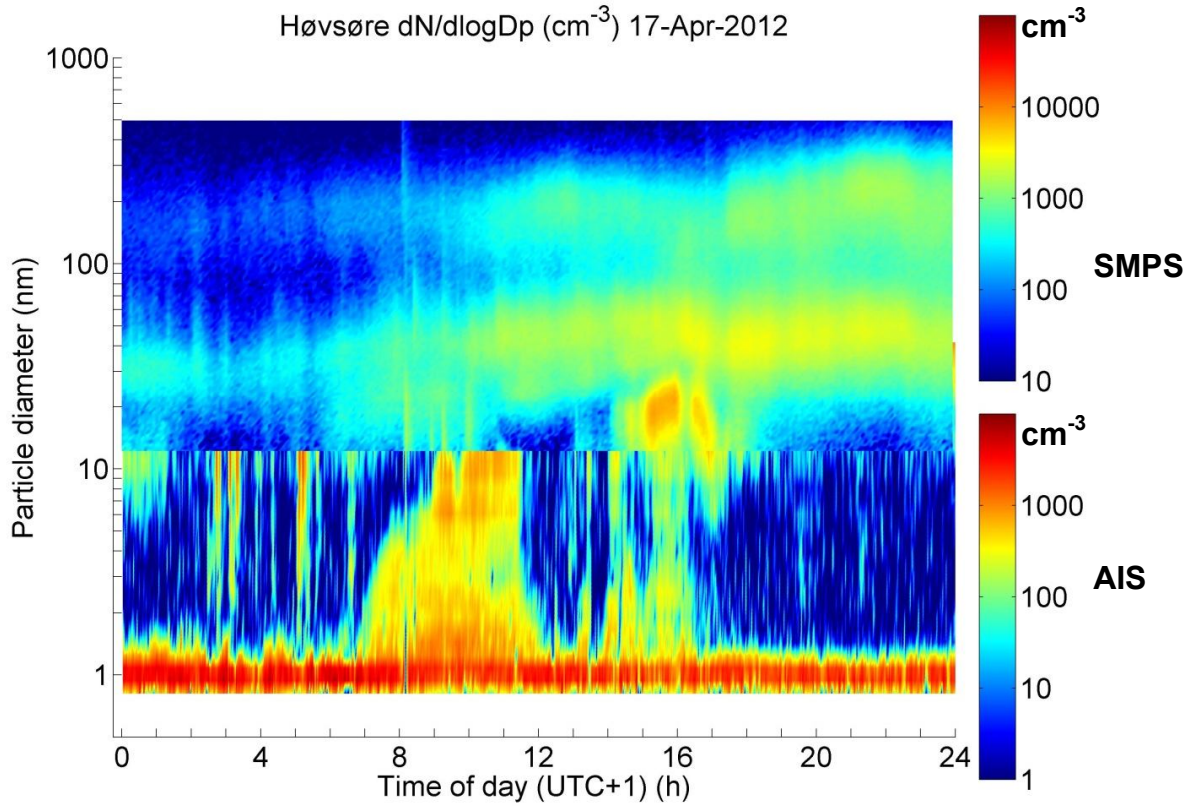 Høvsøre dN/dlogDp (cm⁻³) 17-Apr-2012
1000
100
10
1
Particle diameter (nm)
0 4 8 12 16 20 24
Time of day (UTC+1) (h)
cm⁻³
10000
1000
100
10
SMPS
cm⁻³
1000
100
10
1
AIS